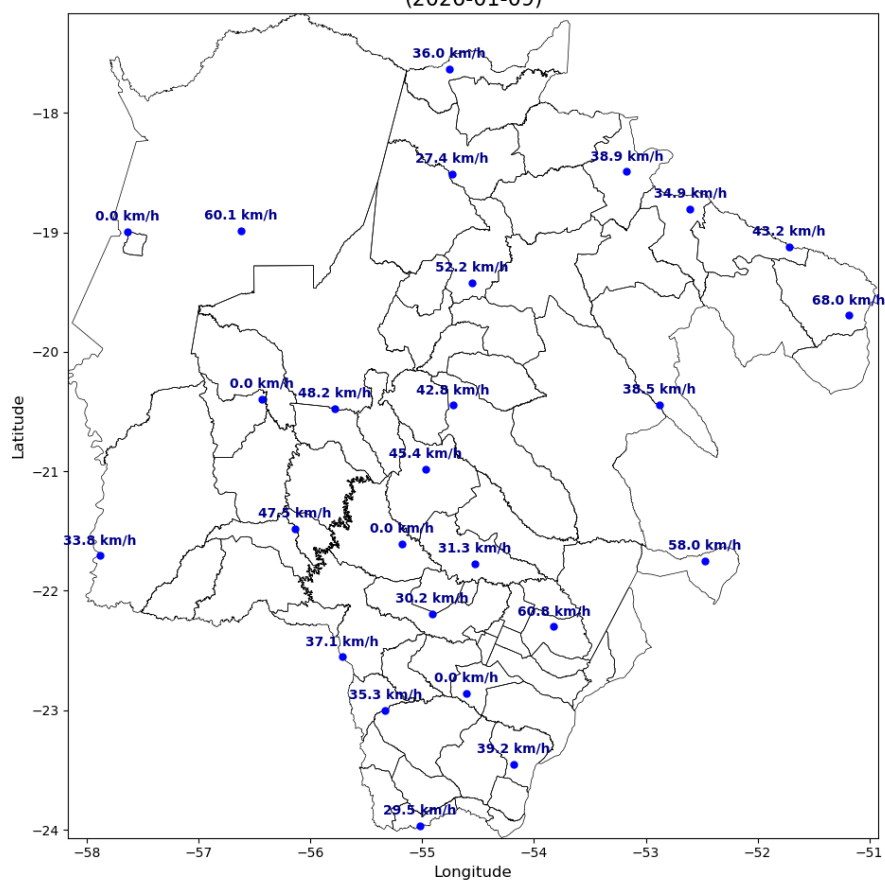 (2026-01-09)
36.0 km/h
−18
27.4 km/h
38.9 km/h
34.9 km/h
0.0 km/h
60.1 km/h
43.2 km/h
−19
52.2 km/h
68.0 km/h
−20
0.0 km/h
48.2 km/h
42.8 km/h
38.5 km/h
Latitude
−21
45.4 km/h
47.5 km/h
0.0 km/h
33.8 km/h
31.3 km/h
58.0 km/h
−22
30.2 km/h
60.8 km/h
37.1 km/h
0.0 km/h
35.3 km/h
−23
39.2 km/h
29.5 km/h
−24
−58 −57 −56 −55 −54 −53 −52 −51
Longitude